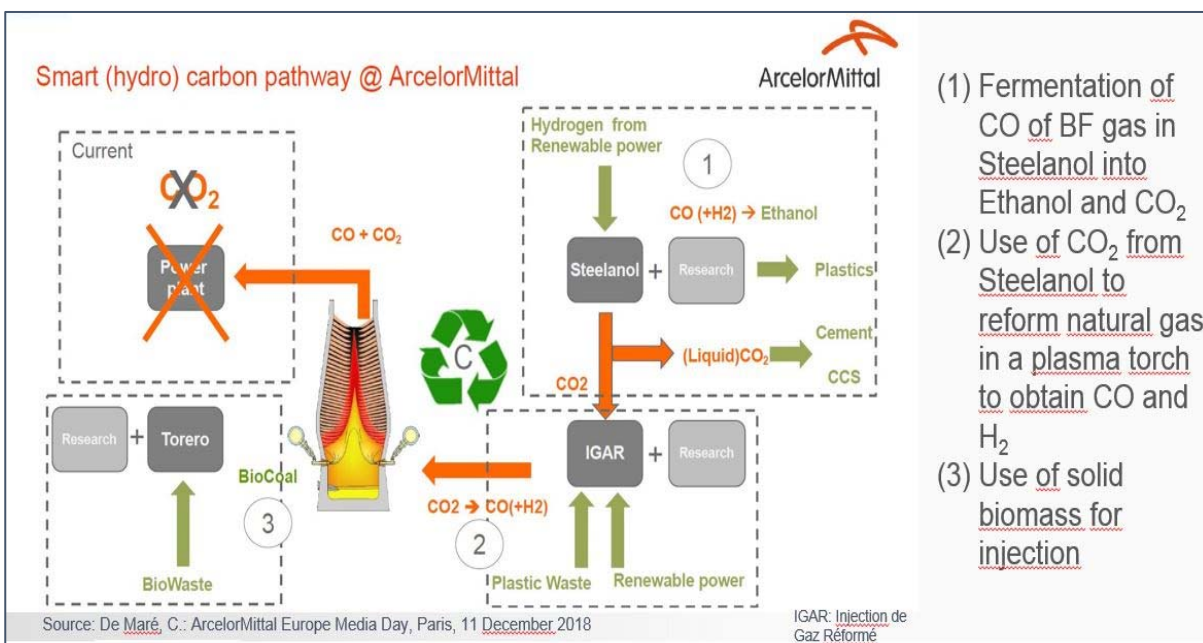 Smart (hydro) carbon pathway @ ArcelorMittal
ArcelorMittal
Current
CO₂
Power
plant
CO + CO₂
Hydrogen from
Renewable power
1
CO (+H2) → Ethanol
Steelanol
+
Research
Plastics
Cement
(Liquid)CO₂
CCS
CO2
C
Research
+
Torero
BioCoal
3
BioWaste
IGAR
+
Research
CO2 → CO(+H2)
2
Plastic Waste
Renewable power
Source: De Maré, C.: ArcelorMittal Europe Media Day, Paris, 11 December 2018
IGAR: Injection de
Gaz Réformé
(1) Fermentation of
CO of BF gas in
Steelanol into
Ethanol and CO₂
(2) Use of CO₂ from
Steelanol to
reform natural gas
in a plasma torch
to obtain CO and
H₂
(3) Use of solid
biomass for
injection